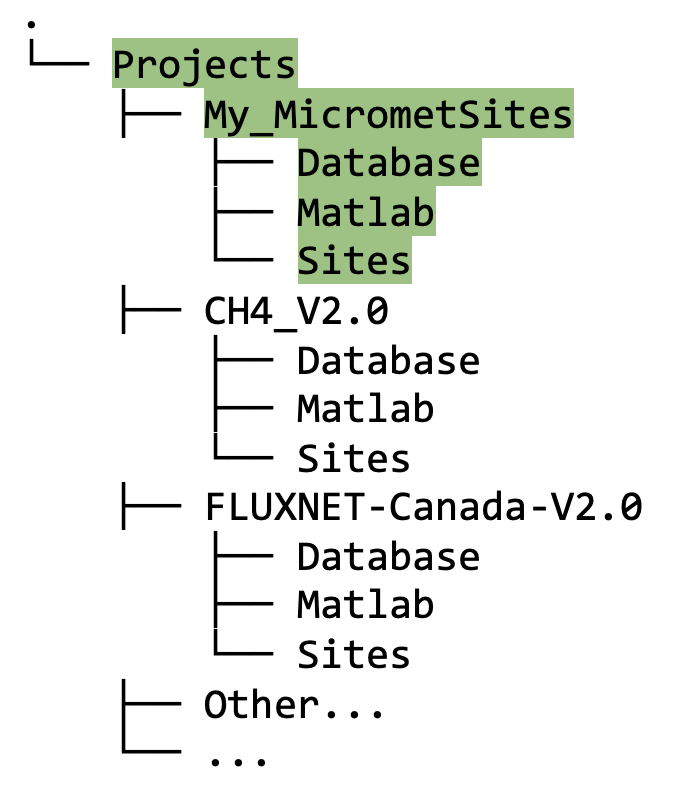 .
└── Projects
├── My_MicrometSites
├── Database
├── Matlab
└── Sites
├── CH4_V2.0
├── Database
├── Matlab
└── Sites
├── FLUXNET-Canada-V2.0
├── Database
├── Matlab
└── Sites
├── Other...
└── ...